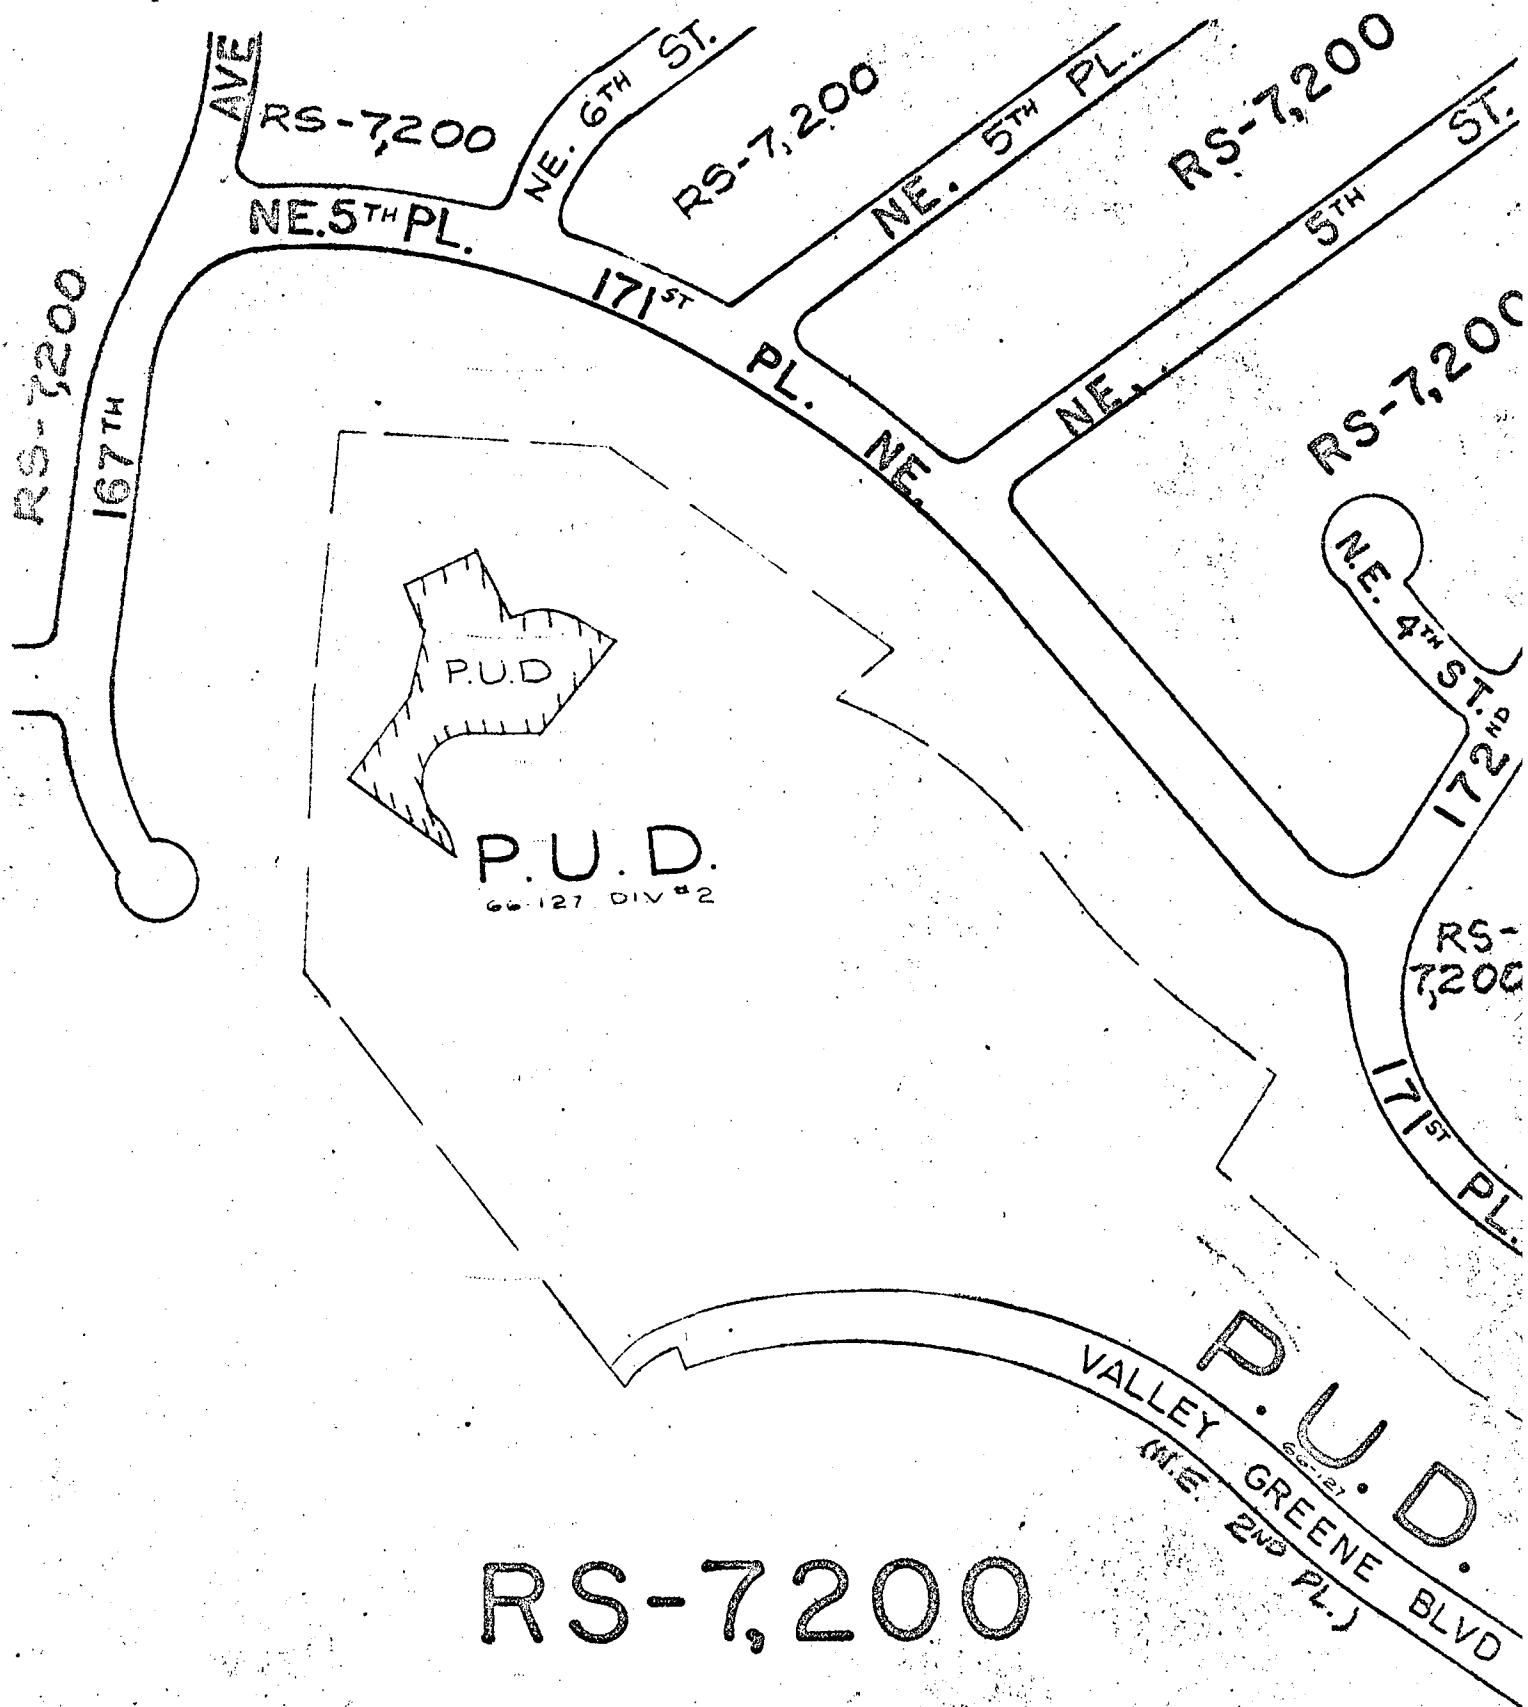 AVE
RS-7,200
NE. 6TH ST.
RS-7,200
NE. 5TH PL.
RS-7,200
NE. 5TH ST.
NE. 5TH PL.
171ST PL. NE.
RS-7,200
167TH
RS-7,200
N.E. 4TH ST.
172ND
P.U.D
P.U.D.
66-127 DIV #2
RS-
7,200
171ST PL.
P.U.D.
66-127
VALLEY GREENE BLVD
(N.E. 2ND PL.)
RS-7,200